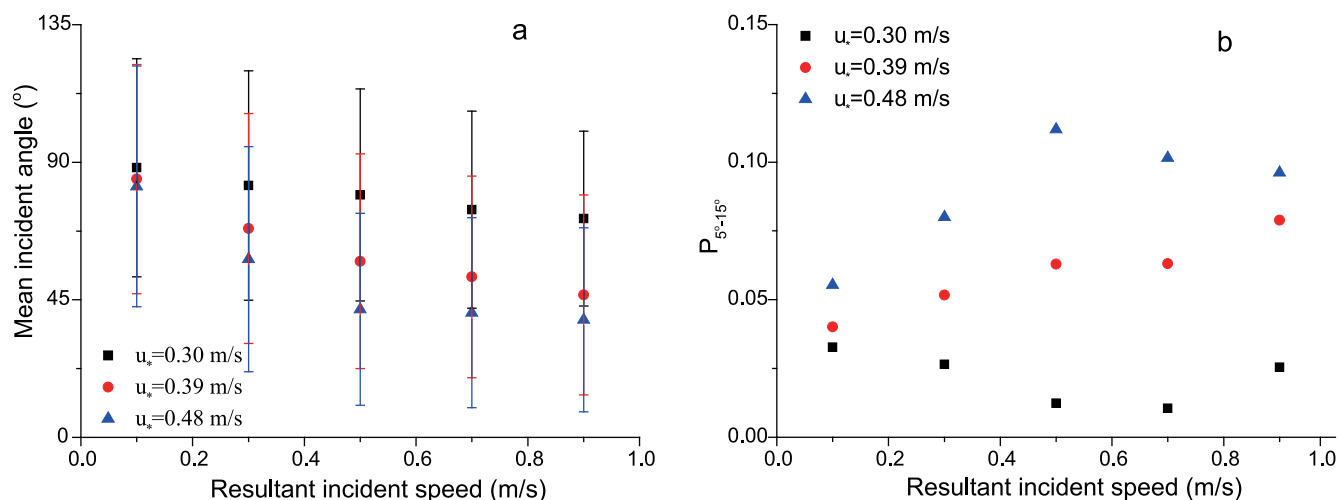 135
90
45
0
0.0 0.2 0.4 0.6 0.8 1.0
Mean incident angle (°)
Resultant incident speed (m/s)
a
u*=0.30 m/s
u*=0.39 m/s
u*=0.48 m/s
0.15
0.10
0.05
0.00
0.0 0.2 0.4 0.6 0.8 1.0
P5°-15°
Resultant incident speed (m/s)
b
u*=0.30 m/s
u*=0.39 m/s
u*=0.48 m/s